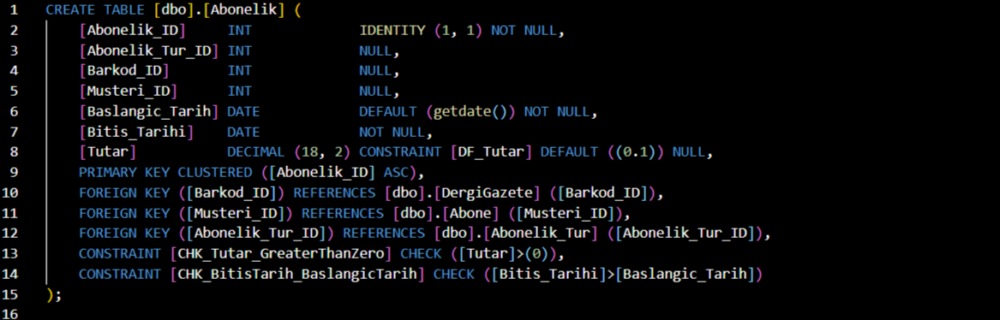 1 CREATE TABLE [dbo].[Abonelik] (
2     [Abonelik_ID]     INT             IDENTITY (1, 1) NOT NULL,
3     [Abonelik_Tur_ID] INT             NULL,
4     [Barkod_ID]       INT             NULL,
5     [Musteri_ID]      INT             NULL,
6     [Baslangic_Tarih] DATE            DEFAULT (getdate()) NOT NULL,
7     [Bitis_Tarihi]    DATE            NOT NULL,
8     [Tutar]           DECIMAL (18, 2) CONSTRAINT [DF_Tutar] DEFAULT ((0.1)) NULL,
9     PRIMARY KEY CLUSTERED ([Abonelik_ID] ASC),
10     FOREIGN KEY ([Barkod_ID]) REFERENCES [dbo].[DergiGazete] ([Barkod_ID]),
11     FOREIGN KEY ([Musteri_ID]) REFERENCES [dbo].[Abone] ([Musteri_ID]),
12     FOREIGN KEY ([Abonelik_Tur_ID]) REFERENCES [dbo].[Abonelik_Tur] ([Abonelik_Tur_ID]),
13     CONSTRAINT [CHK_Tutar_GreaterThanZero] CHECK ([Tutar]>(0)),
14     CONSTRAINT [CHK_BitisTarih_BaslangicTarih] CHECK ([Bitis_Tarihi]>[Baslangic_Tarih])
15 );
16